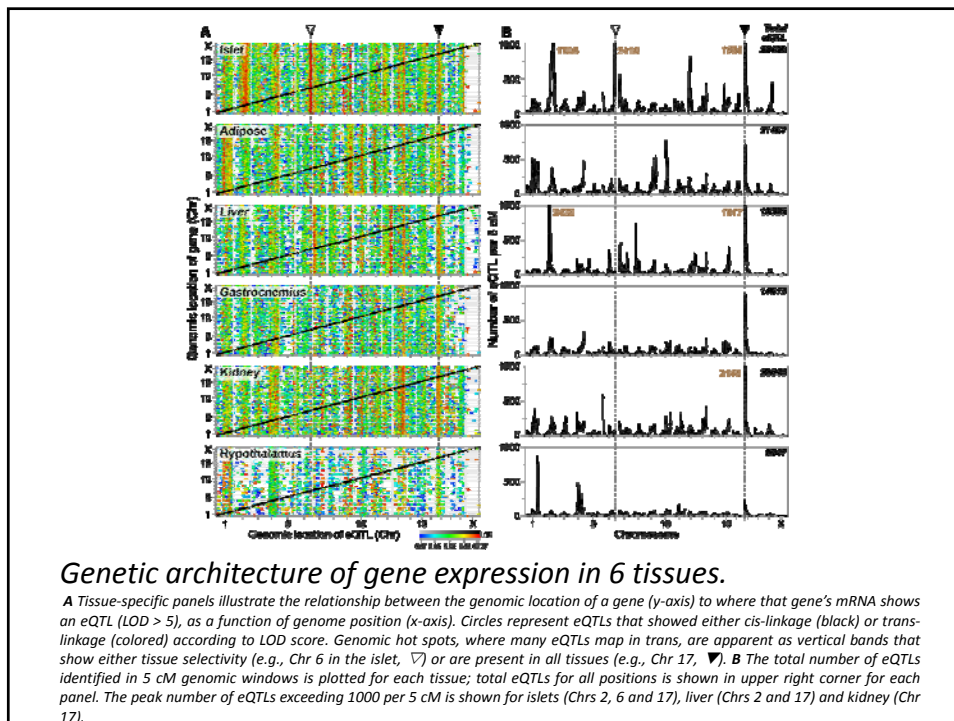 A
B
Total
eQTL
Islet
Adipose
Liver
Gastrocnemius
Kidney
Hypothalamus
Genomic location of gene (Chr)
Number of eQTL per 5 cM
Genomic location of eQTL (Chr)
Chromosome
Genetic architecture of gene expression in 6 tissues.
A Tissue-specific panels illustrate the relationship between the genomic location of a gene (y-axis) to where that gene's mRNA shows
an eQTL (LOD > 5), as a function of genome position (x-axis). Circles represent eQTLs that showed either cis-linkage (black) or trans-
linkage (colored) according to LOD score. Genomic hot spots, where many eQTLs map in trans, are apparent as vertical bands that
show either tissue selectivity (e.g., Chr 6 in the islet, ▽) or are present in all tissues (e.g., Chr 17, ▼). B The total number of eQTLs
identified in 5 cM genomic windows is plotted for each tissue; total eQTLs for all positions is shown in upper right corner for each
panel. The peak number of eQTLs exceeding 1000 per 5 cM is shown for islets (Chrs 2, 6 and 17), liver (Chrs 2 and 17) and kidney (Chr
17).